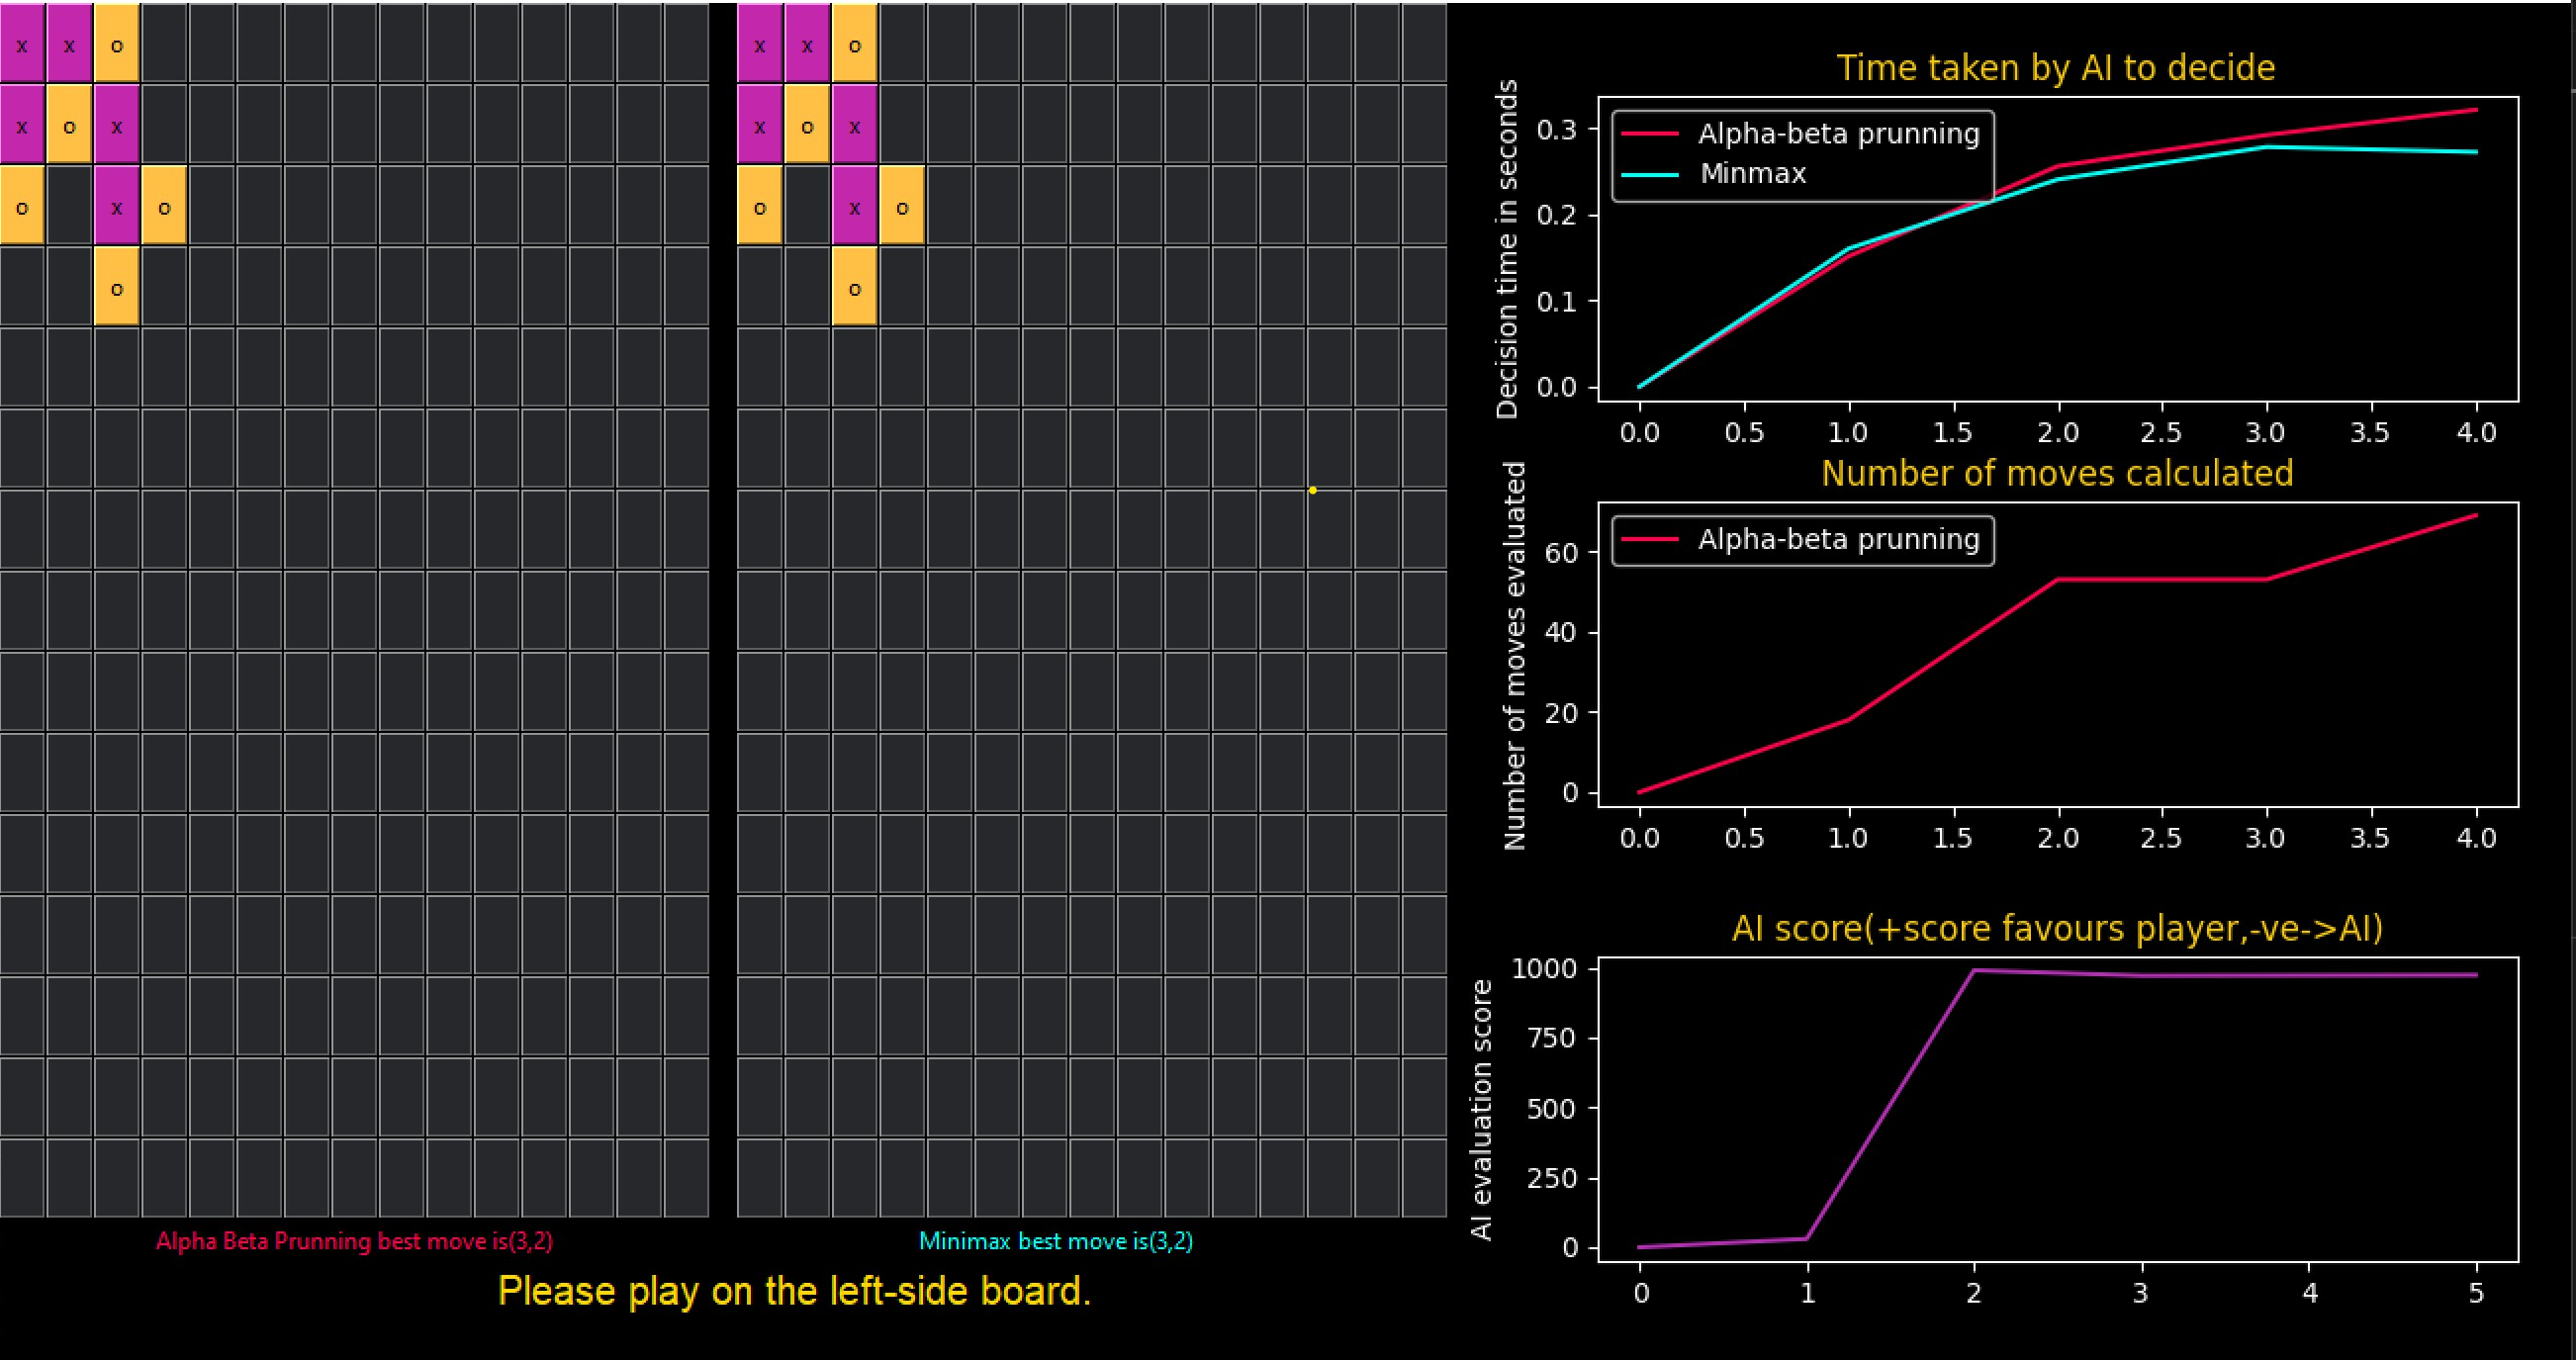 x x o
x o x
o x o
o
Alpha Beta Prunning best move is(3,2)
x x o
x o x
o x o
o
Minimax best move is(3,2)
Please play on the left-side board.
Time taken by AI to decide
Decision time in seconds
Alpha-beta prunning
Minmax
0.3
0.2
0.1
0.0
0.0 0.5 1.0 1.5 2.0 2.5 3.0 3.5 4.0
Number of moves calculated
Number of moves evaluated
Alpha-beta prunning
60
40
20
0
0.0 0.5 1.0 1.5 2.0 2.5 3.0 3.5 4.0
AI score(+score favours player,-ve->AI)
AI evaluation score
1000
750
500
250
0
0 1 2 3 4 5